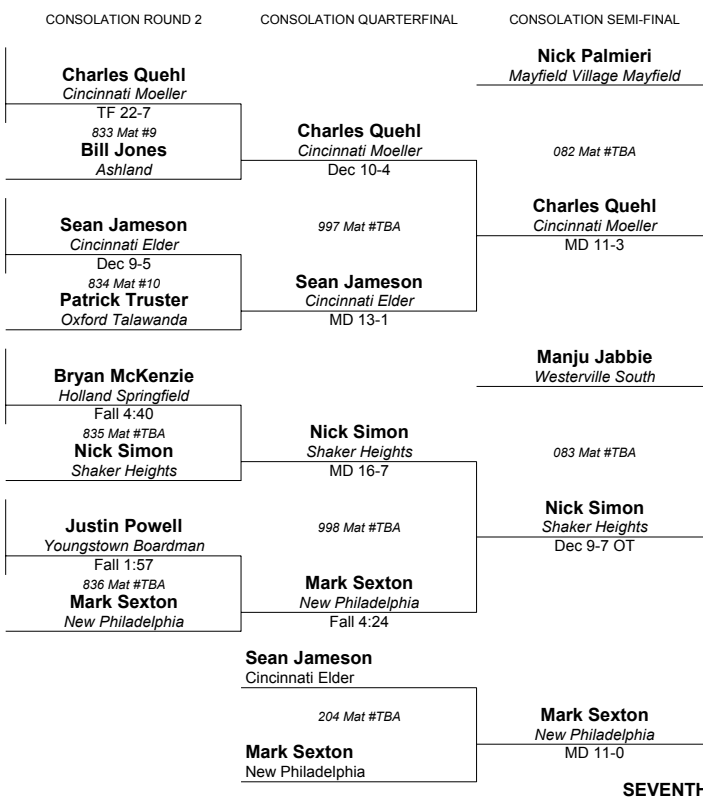 CONSOLATION ROUND 2
CONSOLATION QUARTERFINAL
CONSOLATION SEMI-FINAL
Charles Quehl
Cincinnati Moeller
TF 22-7
833 Mat #9
Bill Jones
Ashland
Sean Jameson
Cincinnati Elder
Dec 9-5
834 Mat #10
Patrick Truster
Oxford Talawanda
Bryan McKenzie
Holland Springfield
Fall 4:40
835 Mat #TBA
Nick Simon
Shaker Heights
Justin Powell
Youngstown Boardman
Fall 1:57
836 Mat #TBA
Mark Sexton
New Philadelphia
Charles Quehl
Cincinnati Moeller
Dec 10-4
997 Mat #TBA
Sean Jameson
Cincinnati Elder
MD 13-1
Nick Simon
Shaker Heights
MD 16-7
998 Mat #TBA
Mark Sexton
New Philadelphia
Fall 4:24
Nick Palmieri
Mayfield Village Mayfield
082 Mat #TBA
Charles Quehl
Cincinnati Moeller
MD 11-3
Manju Jabbie
Westerville South
083 Mat #TBA
Nick Simon
Shaker Heights
Dec 9-7 OT
Sean Jameson
Cincinnati Elder
204 Mat #TBA
Mark Sexton
New Philadelphia
Mark Sexton
New Philadelphia
MD 11-0
SEVENTH